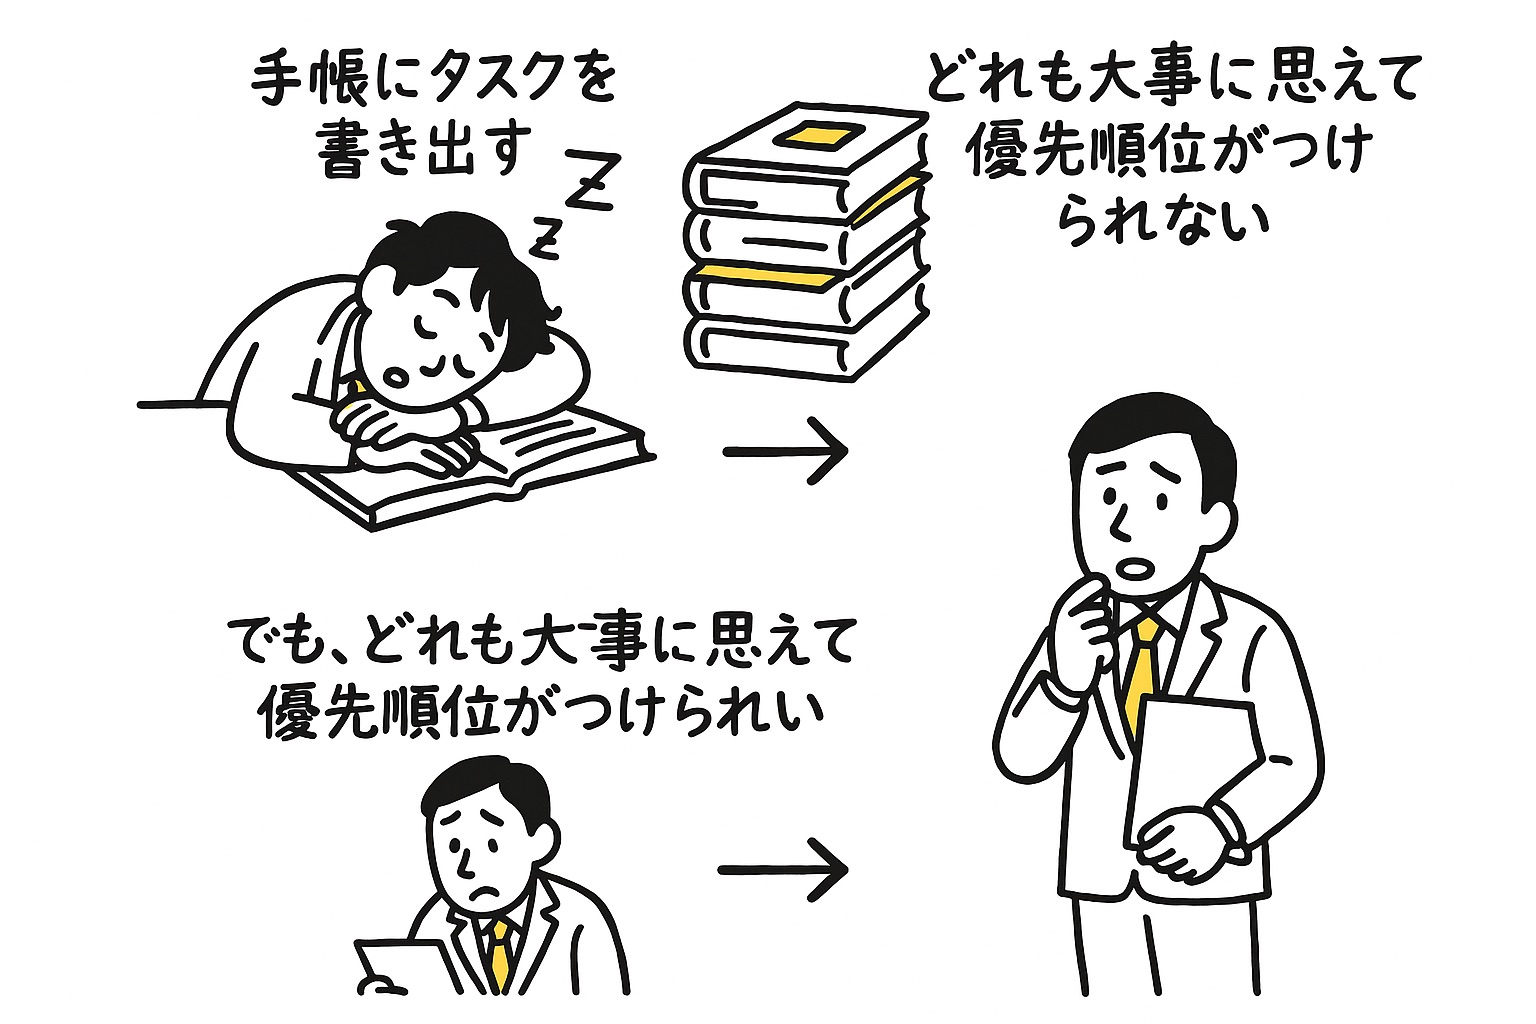 手帳にタスクを
書き出す
Z
Z
どれも大事に思えて
優先順位がつけ
られない
でも、どれも大事に思えて
優先順位がつけられい